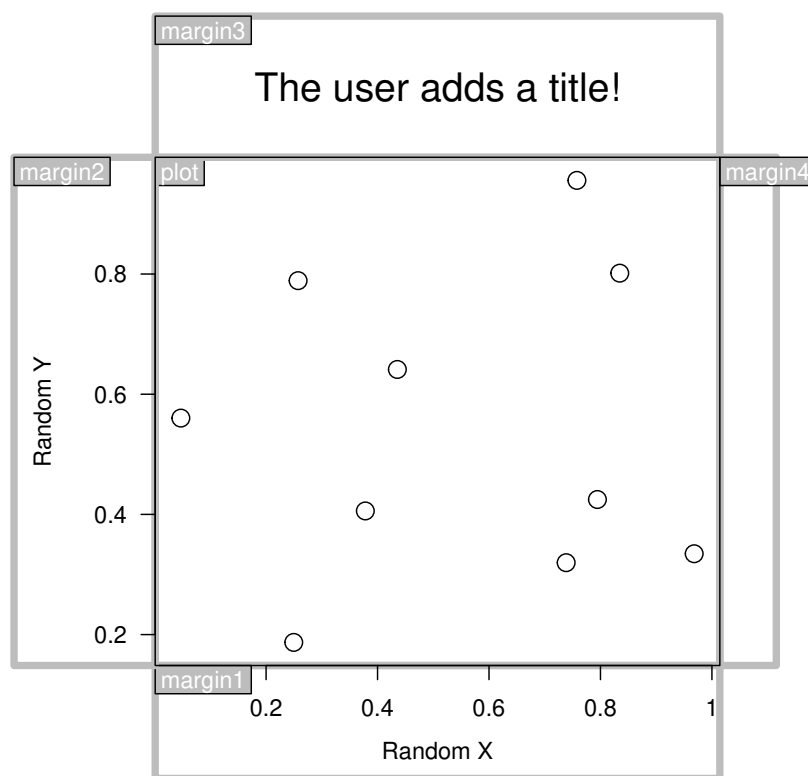 margin3
The user adds a title!
margin2
plot
margin4
0.8
0.6
0.4
0.2
Random Y
margin1
0.2 0.4 0.6 0.8 1
Random X